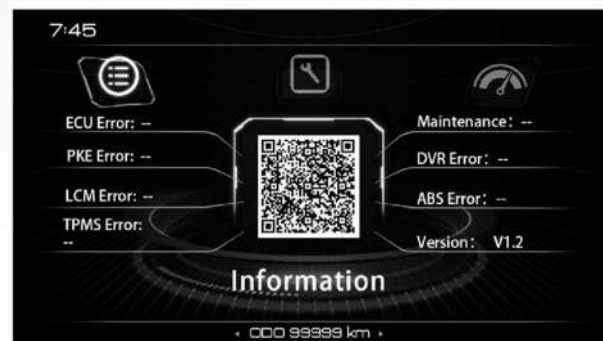 7:45
ECU Error: --
PKE Error: --
LCM Error: --
TPMS Error:
--
Maintenance: --
DVR Error: --
ABS Error: --
Version: V1.2
Information
ODO 99999 km